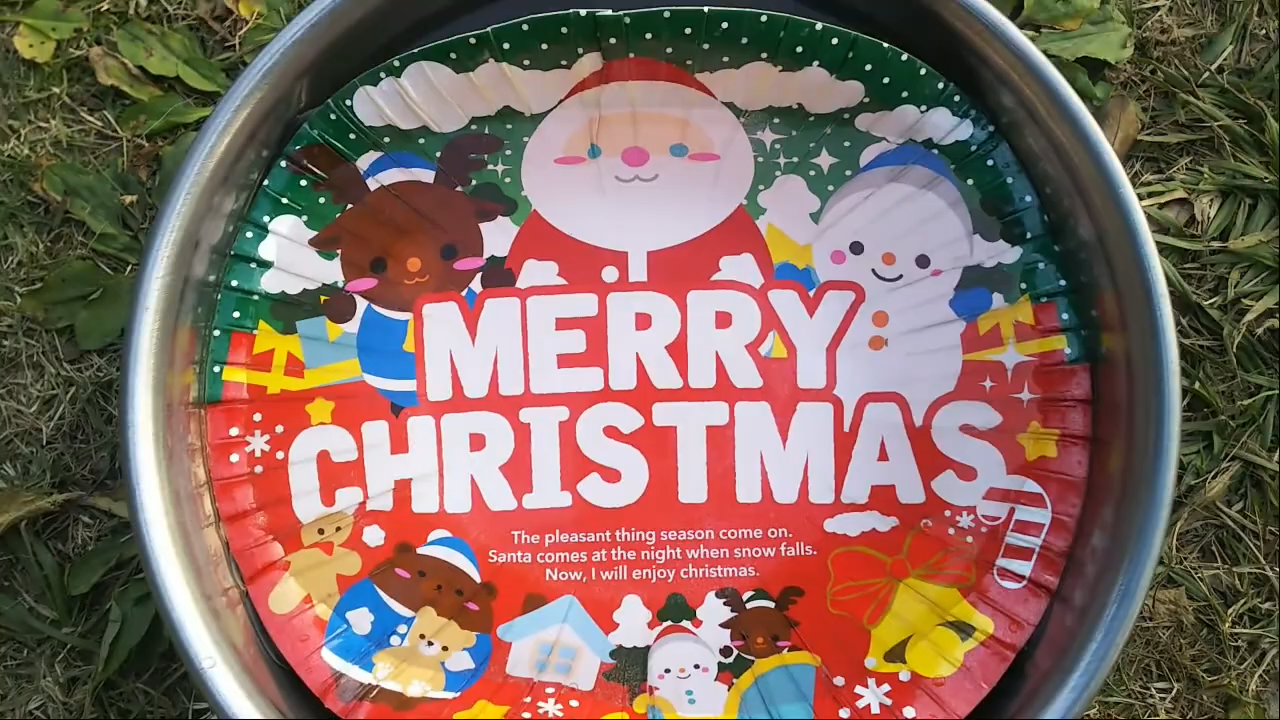 MERRY
CHRISTMAS
The pleasant thing season come on.
Santa comes at the night when snow falls.
Now, I will enjoy christmas.